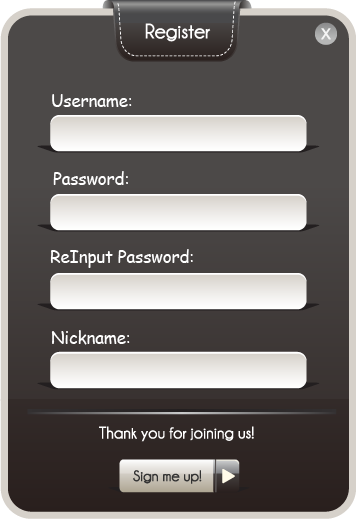 Register
X
Username:
Password:
ReInput Password:
Nickname:
Thank you for joining us!
Sign me up!